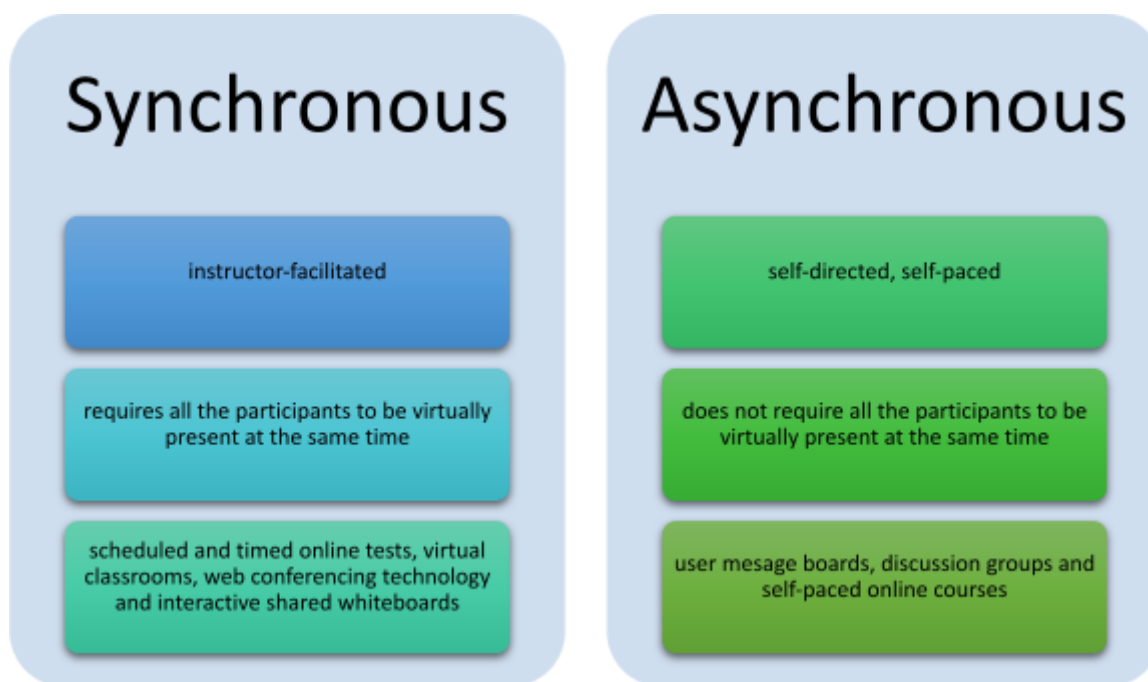 Synchronous
instructor-facilitated
requires all the participants to be virtually
present at the same time
scheduled and timed online tests, virtual
classrooms, web conferencing technology
and interactive shared whiteboards
Asynchronous
self-directed, self-paced
does not require all the participants to be
virtually present at the same time
user mesage boards, discussion groups and
self-paced online courses